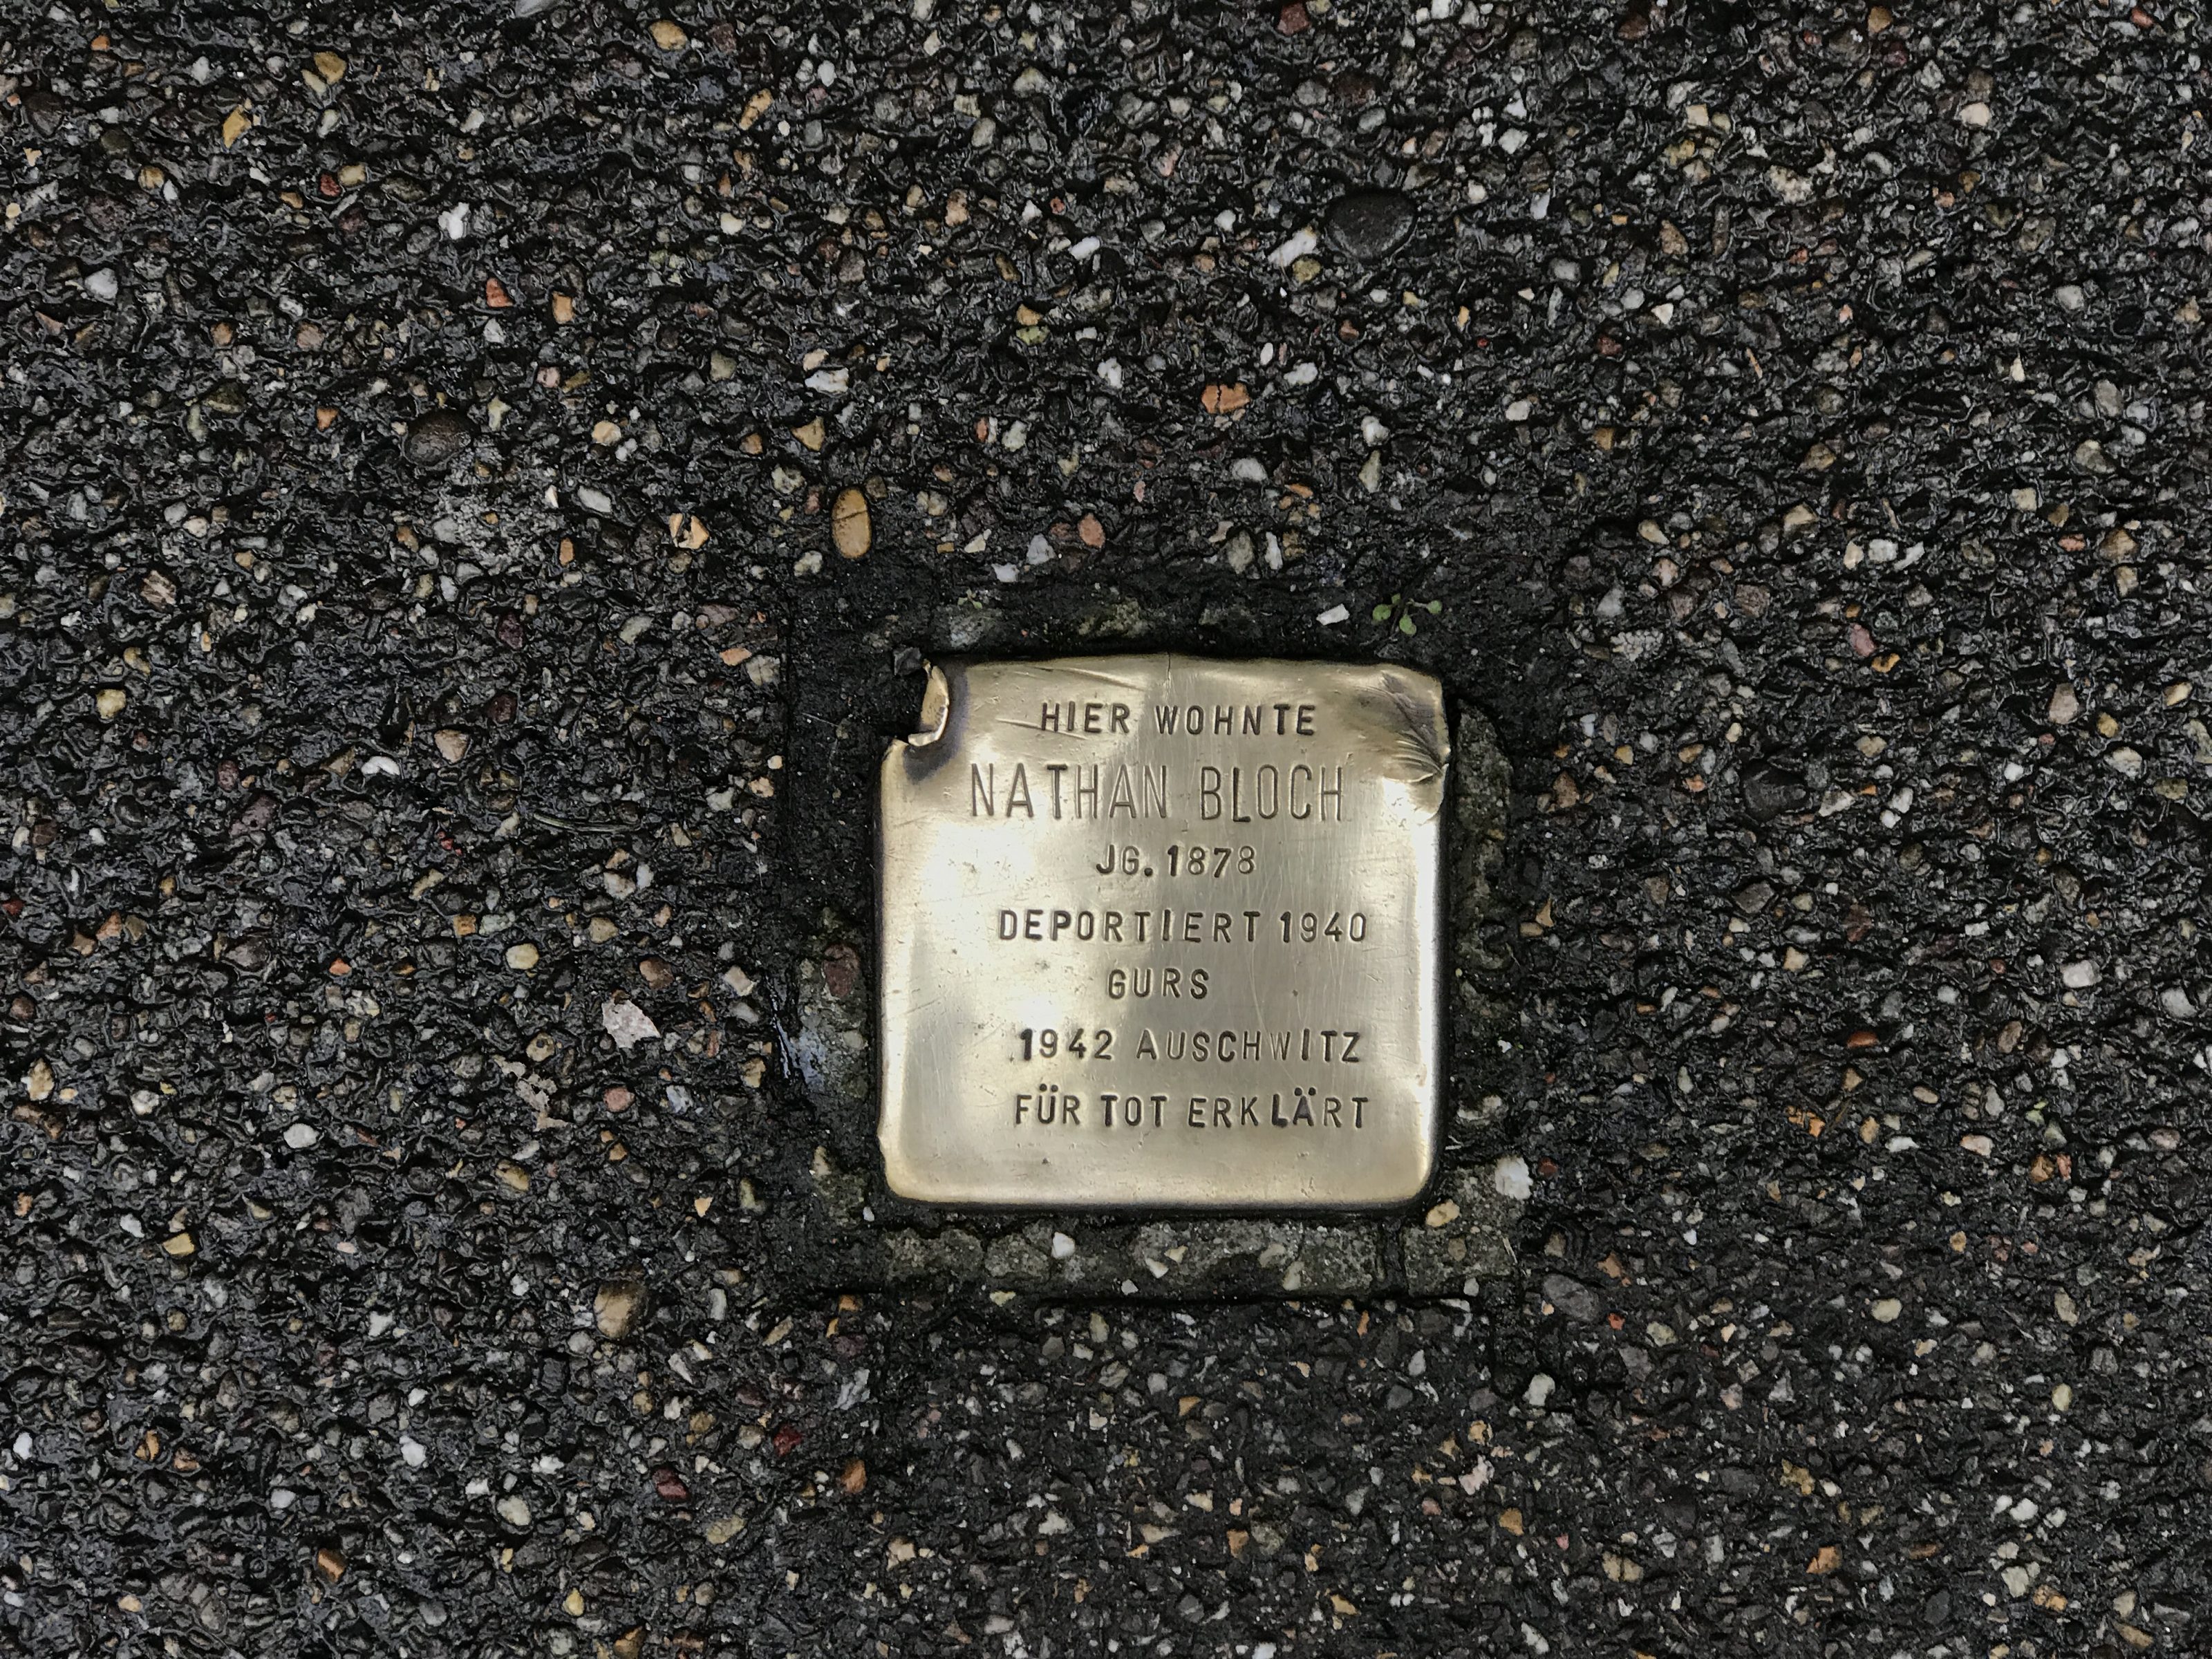 HIER WOHNTE
NATHAN BLOCH
JG. 1878
DEPORTIERT 1940
GURS
1942 AUSCHWITZ
FÜR TOT ERKLÄRT